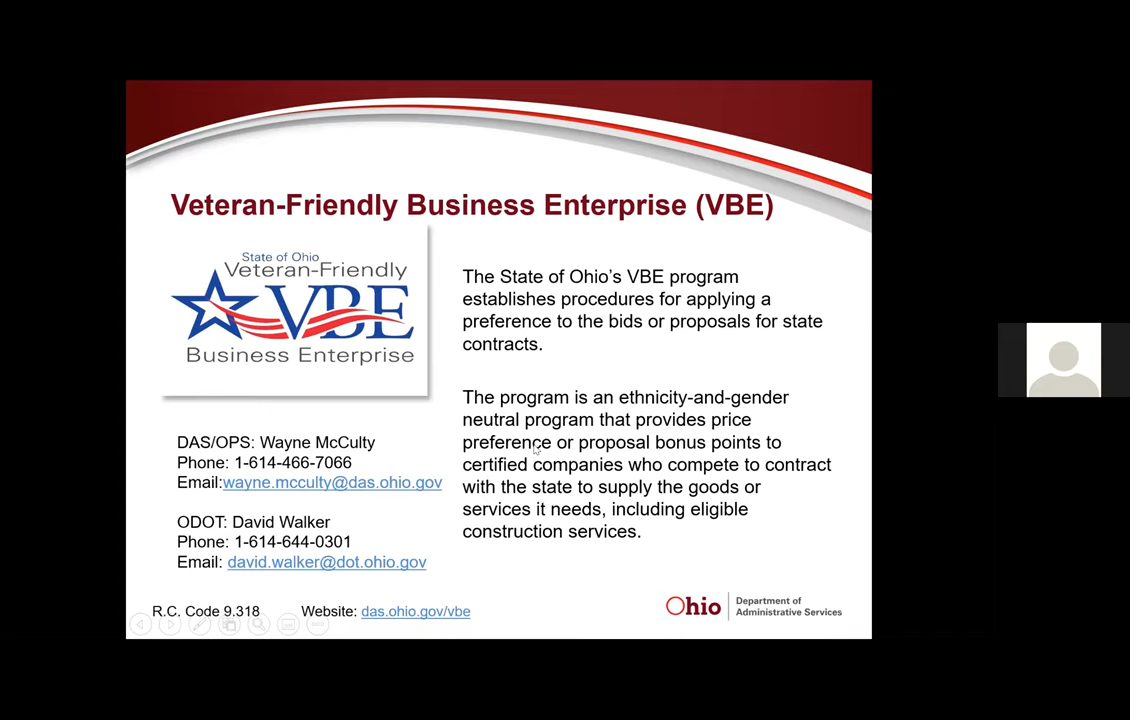 Veteran-Friendly Business Enterprise (VBE)
State of Ohio
Veteran-Friendly
VBE
Business Enterprise
The State of Ohio’s VBE program
establishes procedures for applying a
preference to the bids or proposals for state
contracts.
The program is an ethnicity-and-gender
neutral program that provides price
preference or proposal bonus points to
certified companies who compete to contract
with the state to supply the goods or
services it needs, including eligible
construction services.
DAS/OPS: Wayne McCulty
Phone: 1-614-466-7066
Email:wayne.mcculty@das.ohio.gov
ODOT: David Walker
Phone: 1-614-644-0301
Email: david.walker@dot.ohio.gov
R.C. Code 9.318 Website: das.ohio.gov/vbe
Ohio
Department of
Administrative Services